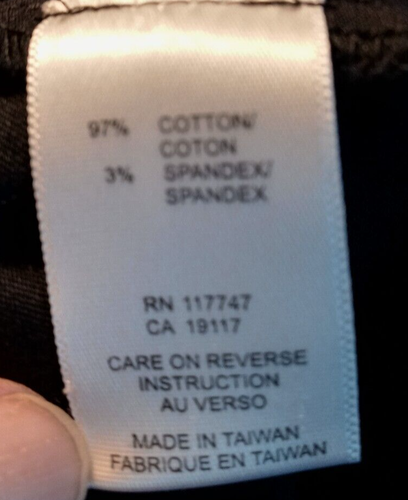 97% COTTON/
COTON
3% SPANDEX/
SPANDEX
RN 117747
CA 19117
CARE ON REVERSE
INSTRUCTION
AU VERSO
MADE IN TAIWAN
FABRIQUE EN TAIWAN